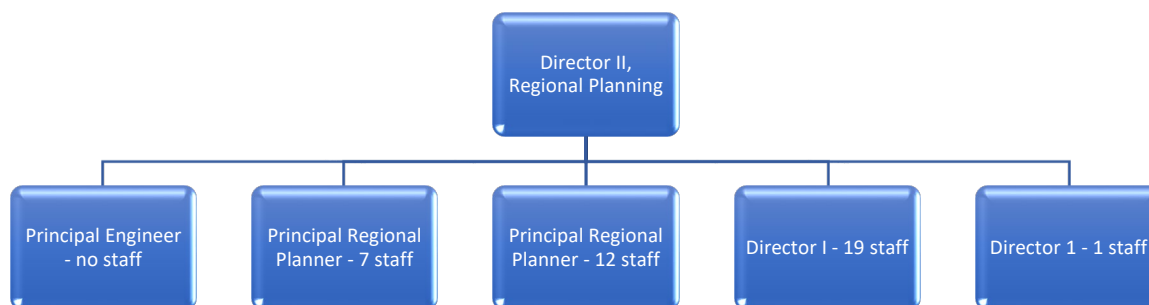 Director II,
Regional Planning
Principal Engineer
- no staff
Principal Regional
Planner - 7 staff
Principal Regional
Planner - 12 staff
Director I - 19 staff
Director 1 - 1 staff